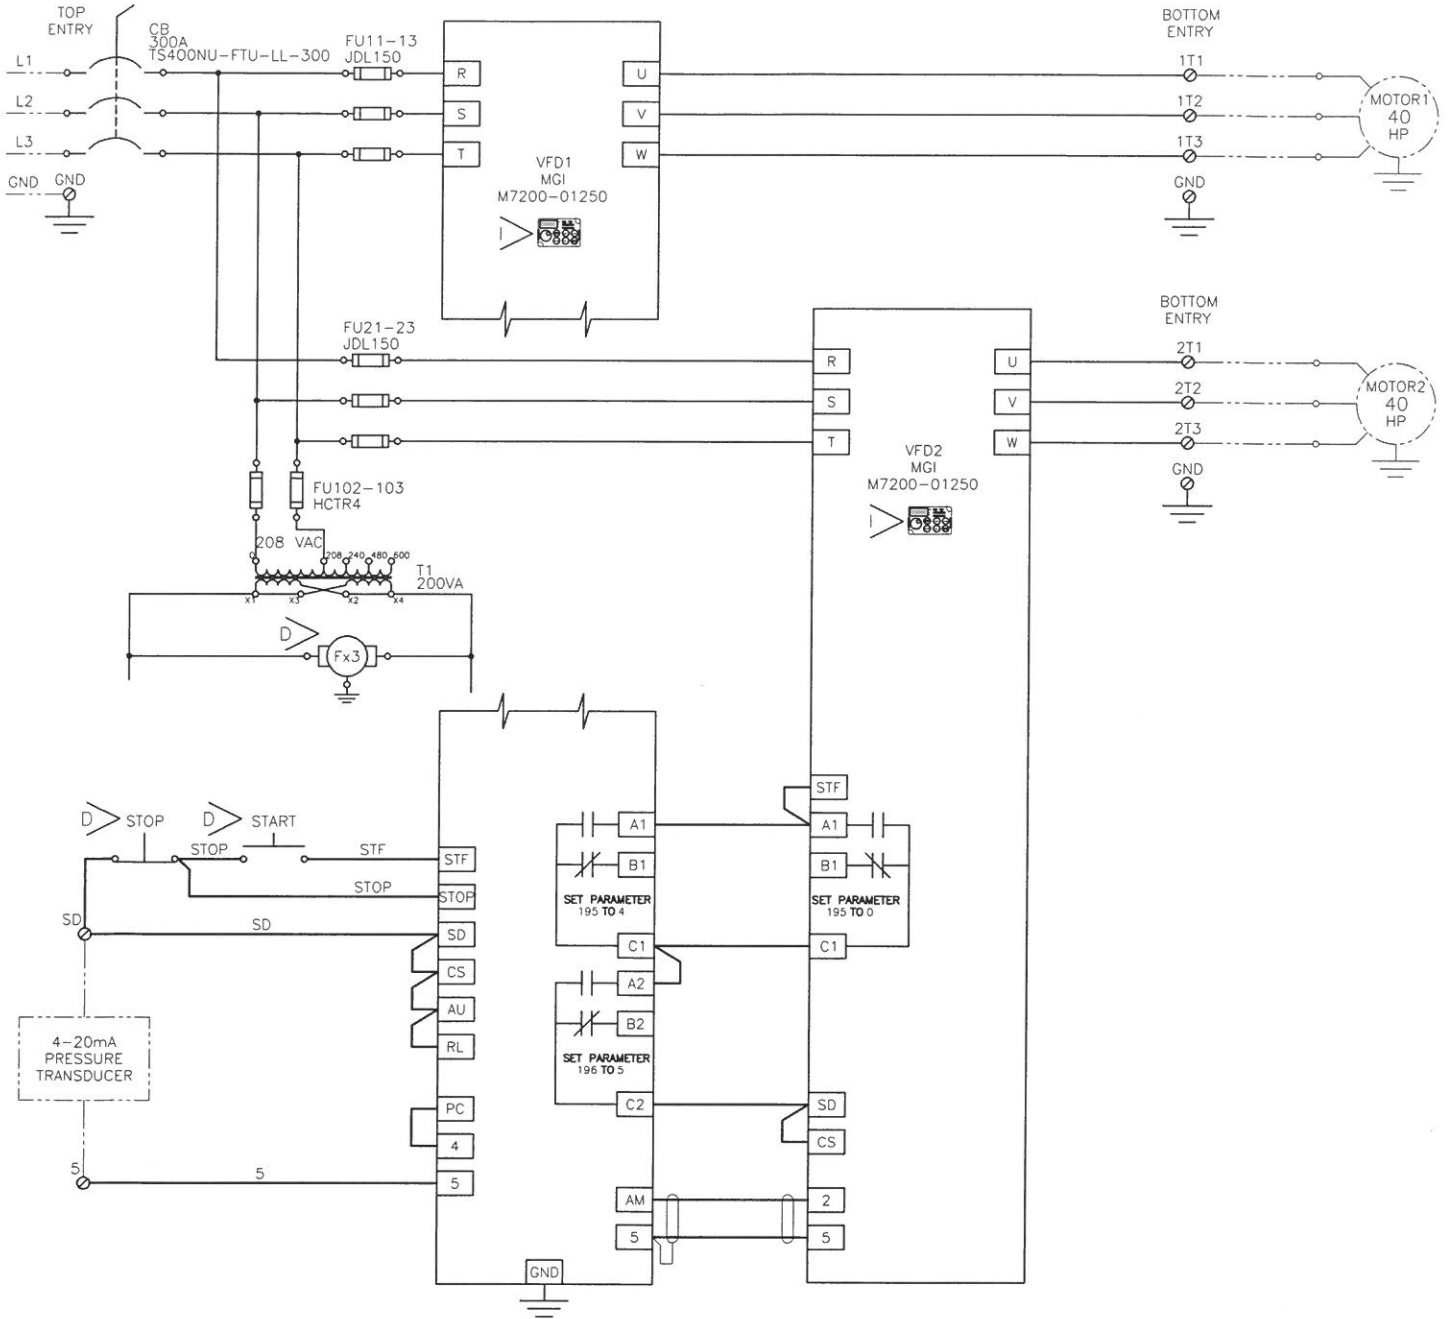 TOP
ENTRY
CB
300A
TS400NU-FTU-LL-300
FU11-13
JDL150
BOTTOM
ENTRY
L1
R
U
1T1
L2
S
V
1T2
MOTOR1
40
HP
L3
T
W
1T3
VFD1
MGI
M7200-01250
GND
GND
GND
I
FU21-23
JDL150
BOTTOM
ENTRY
R
U
2T1
S
V
2T2
MOTOR2
40
HP
T
W
2T3
VFD2
MGI
M7200-01250
GND
I
FU102-103
HCTR4
208 VAC
0
208
240
480
600
T1
200VA
X1
X3
X2
X4
D
Fx3
STF
D
STOP
D
START
A1
A1
STOP
STF
STF
B1
B1
STOP
STOP
SET PARAMETER
195 TO 4
SET PARAMETER
195 TO 0
SD
SD
SD
C1
C1
CS
A2
AU
B2
4-20mA
PRESSURE
TRANSDUCER
RL
SET PARAMETER
196 TO 5
PC
C2
SD
4
CS
5
5
5
AM
2
5
5
GND